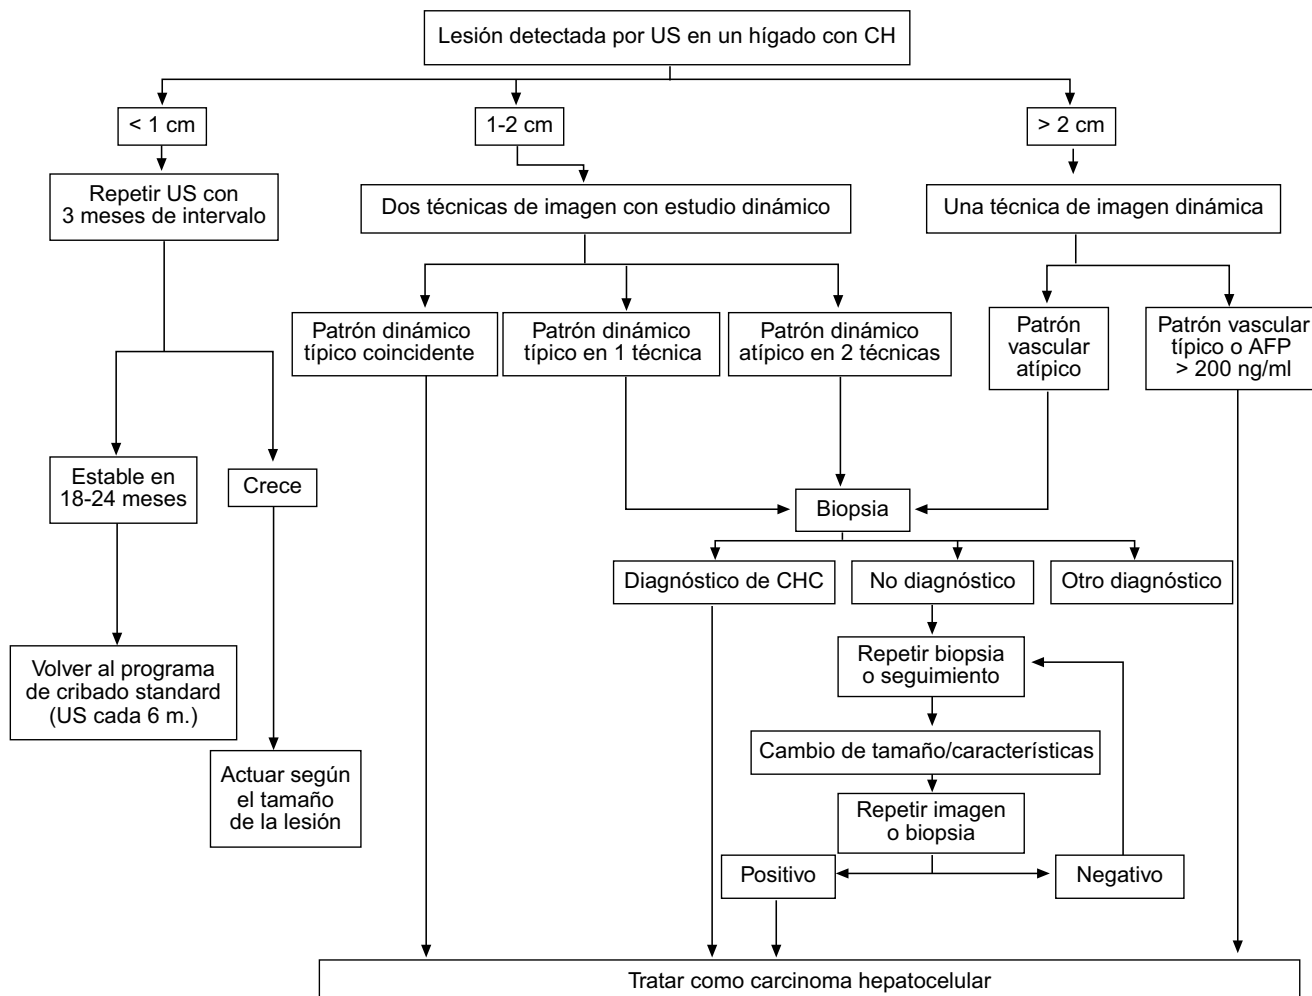 Lesión detectada por US en un hígado con CH
< 1 cm
1-2 cm
> 2 cm
Repetir US con
3 meses de intervalo
Dos técnicas de imagen con estudio dinámico
Una técnica de imagen dinámica
Patrón dinámico
típico coincidente
Patrón dinámico
típico en 1 técnica
Patrón dinámico
atípico en 2 técnicas
Patrón
vascular
atípico
Patrón vascular
típico o AFP
> 200 ng/ml
Estable en
18-24 meses
Crece
Biopsia
Diagnóstico de CHC
No diagnóstico
Otro diagnóstico
Volver al programa
de cribado standard
(US cada 6 m.)
Repetir biopsia
o seguimiento
Cambio de tamaño/característícas
Actuar según
el tamaño
de la lesión
Repetir imagen
o biopsia
Positivo
Negativo
Tratar como carcinoma hepatocelular